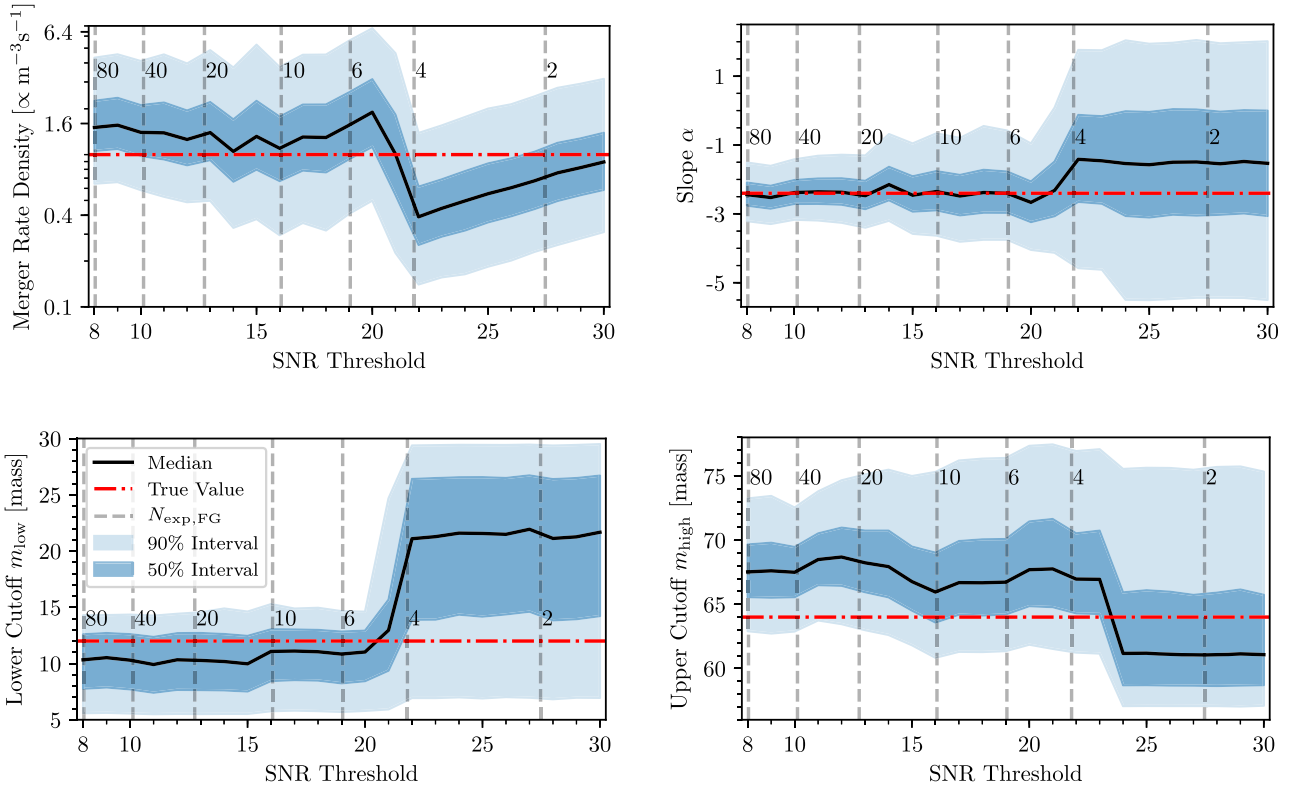 Merger Rate Density [∝ m⁻³s⁻¹]
6.4
1.6
0.4
0.1
80 40 20 10 6 4 2
8 10 15 20 25 30
SNR Threshold
Slope α
1
-1
-3
-5
80 40 20 10 6 4 2
8 10 15 20 25 30
SNR Threshold
Lower Cutoff m_low [mass]
30
25
20
15
10
5
Median
True Value
N_exp,FG
90% Interval
50% Interval
80 40 20 10 6 4 2
8 10 15 20 25 30
SNR Threshold
Upper Cutoff m_high [mass]
75
70
65
60
80 40 20 10 6 4 2
8 10 15 20 25 30
SNR Threshold